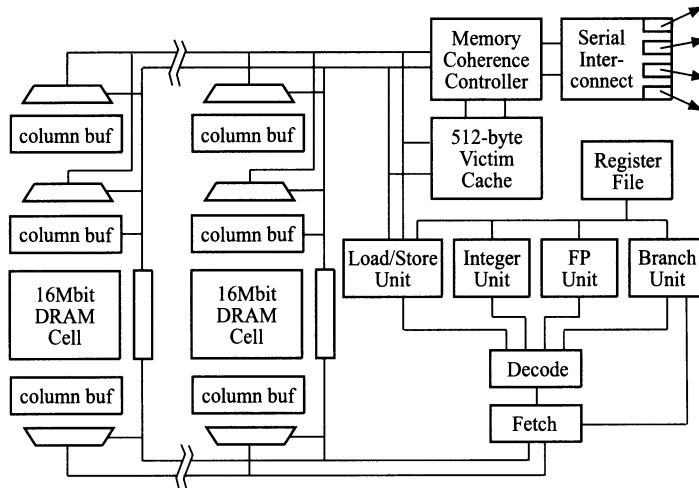 Memory
Coherence
Controller
Serial
Inter-
connect
column buf
column buf
512-byte
Victim
Cache
Register
File
column buf
column buf
Load/Store
Unit
Integer
Unit
FP
Unit
Branch
Unit
16Mbit
DRAM
Cell
16Mbit
DRAM
Cell
Decode
column buf
column buf
Fetch